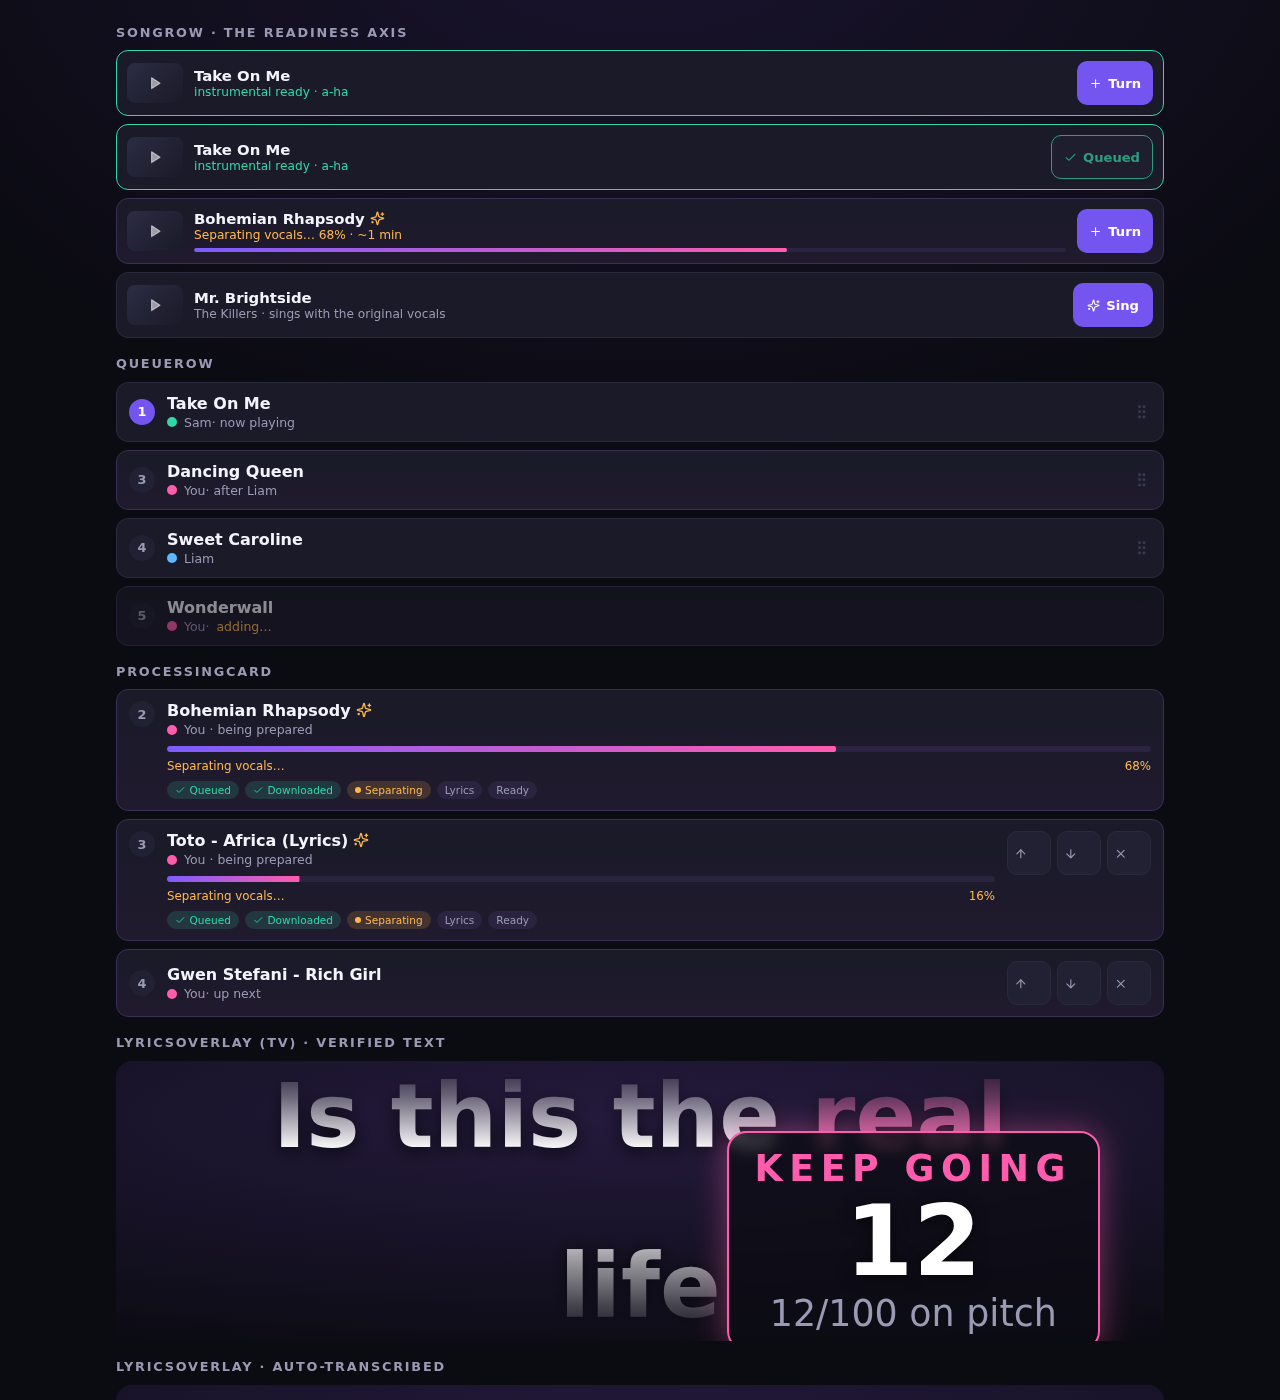 SONGROW · THE READINESS AXIS
Take On Me
instrumental ready · a-ha
+ Turn
Take On Me
instrumental ready · a-ha
Queued
Bohemian Rhapsody
Separating vocals… 68% · ~1 min
+ Turn
Mr. Brightside
The Killers · sings with the original vocals
Sing
QUEUEROW
1
Take On Me
Sam· now playing
3
Dancing Queen
You· after Liam
4
Sweet Caroline
Liam
5
Wonderwall
You· adding…
PROCESSINGCARD
2
Bohemian Rhapsody
You · being prepared
Separating vocals… 68%
Queued Downloaded Separating Lyrics Ready
3
Toto - Africa (Lyrics)
You · being prepared
Separating vocals… 16%
Queued Downloaded Separating Lyrics Ready
4
Gwen Stefani - Rich Girl
You· up next
LYRICSOVERLAY (TV) · VERIFIED TEXT
Is this the real
life
KEEP GOING
12
12/100 on pitch
LYRICSOVERLAY · AUTO-TRANSCRIBED